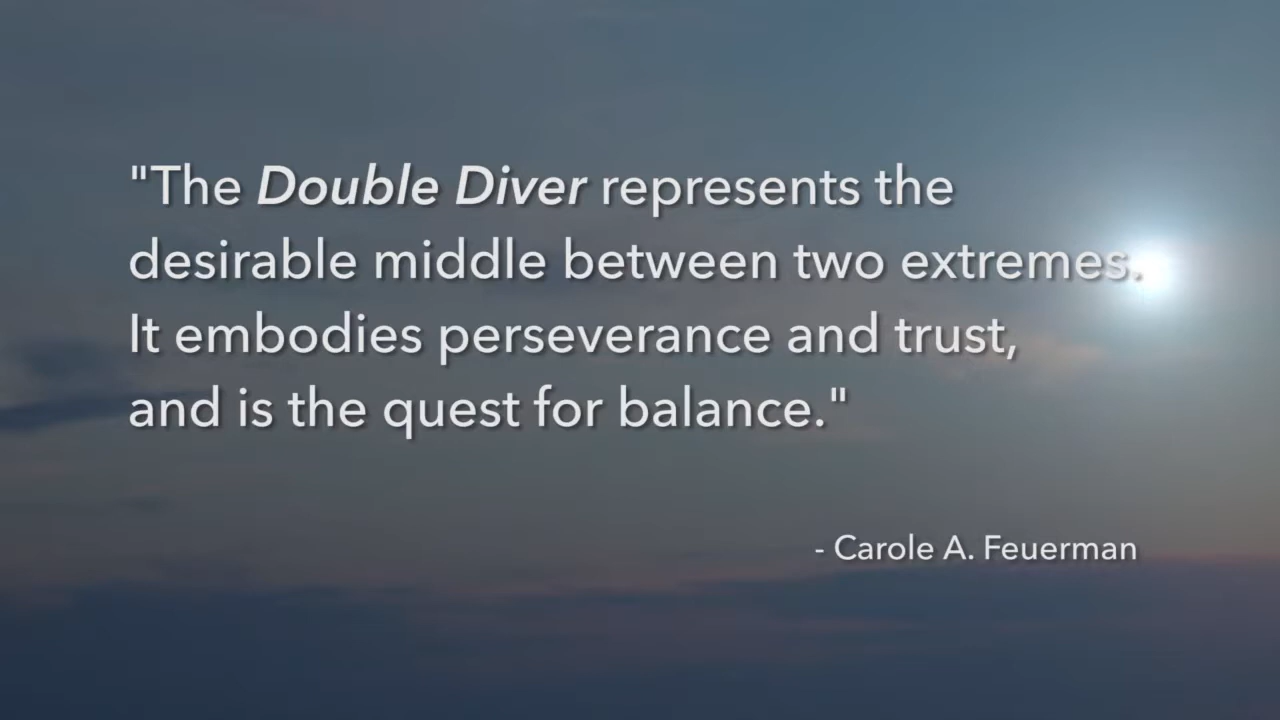 "The Double Diver represents the
desirable middle between two extremes.
It embodies perseverance and trust,
and is the quest for balance."
- Carole A. Feuerman